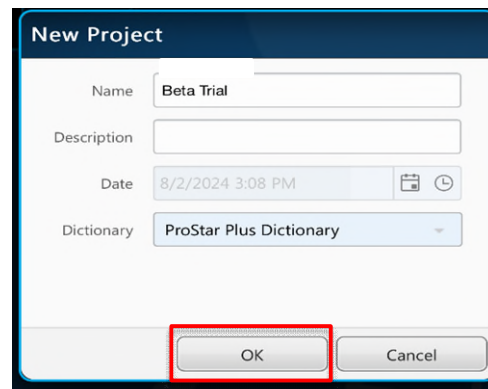 New Project
Name Beta Trial
Description
Date 8/2/2024 3:08 PM
Dictionary ProStar Plus Dictionary
OK Cancel